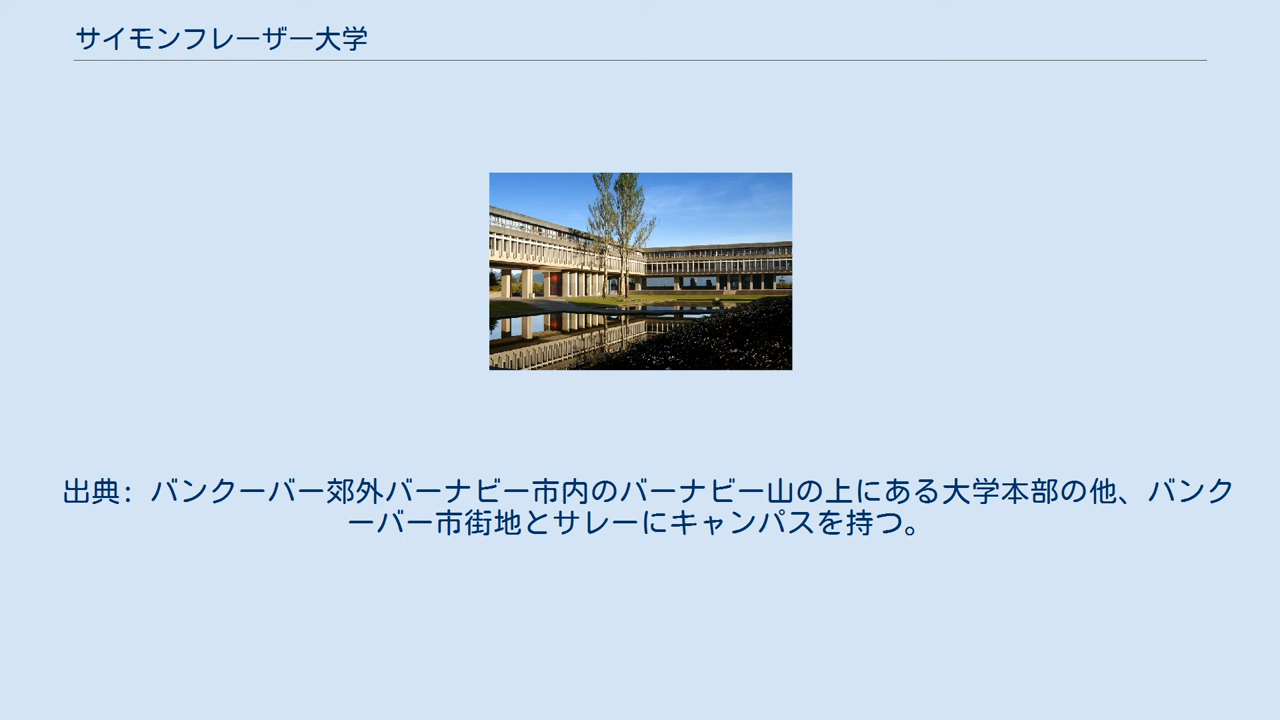 サイモンフレーザー大学
出典: バンクーバー郊外バーナビー市内のバーナビー山の上にある大学本部の他、バンク
ーバー市街地とサレーにキャンパスを持つ。